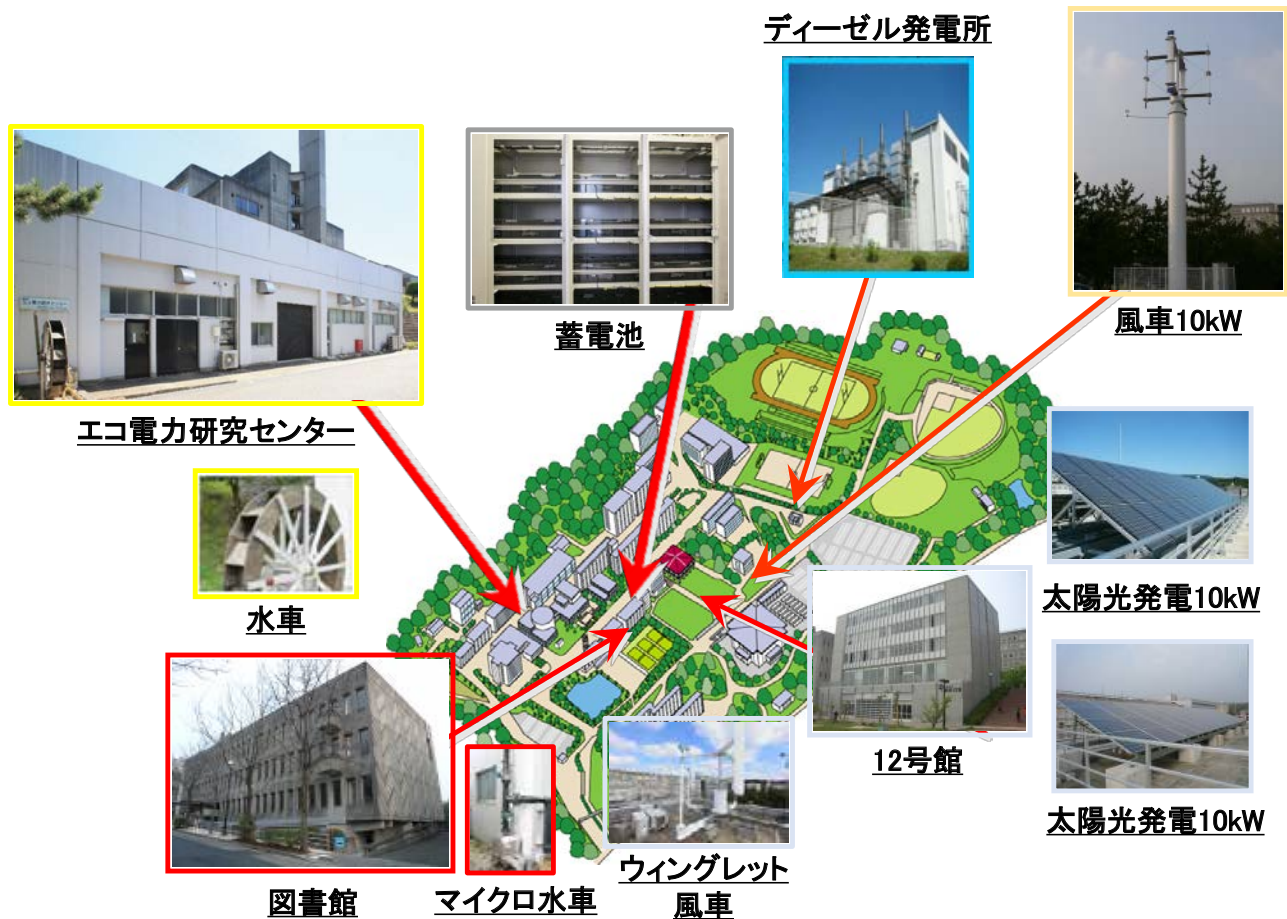 ディーゼル発電所
蓄電池
風車10kW
エコ電力研究センター
水車
太陽光発電10kW
12号館
太陽光発電10kW
図書館
マイクロ水車
ウィングレット
風車